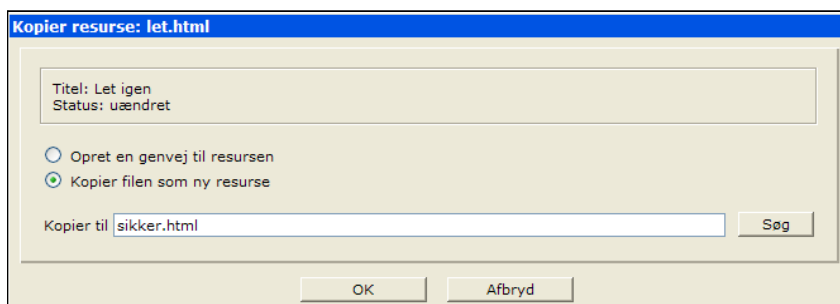 Kopier resurse: let.html
Titel: Let igen
Status: uændret
Opret en genvej til resursen
Kopier filen som ny resurse
Kopier til sikker.html Søg
OK Afbryd